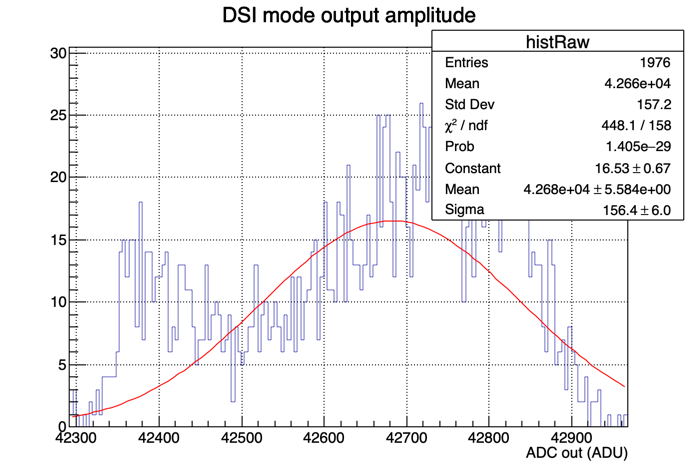 DSI mode output amplitude
histRaw
Entries 1976
Mean 4.266e+04
Std Dev 157.2
χ² / ndf 448.1 / 158
Prob 1.405e−29
Constant 16.53 ± 0.67
Mean 4.268e+04 ± 5.584e+00
Sigma 156.4 ± 6.0
30
25
20
15
10
5
0
42300 42400 42500 42600 42700 42800 42900
ADC out (ADU)